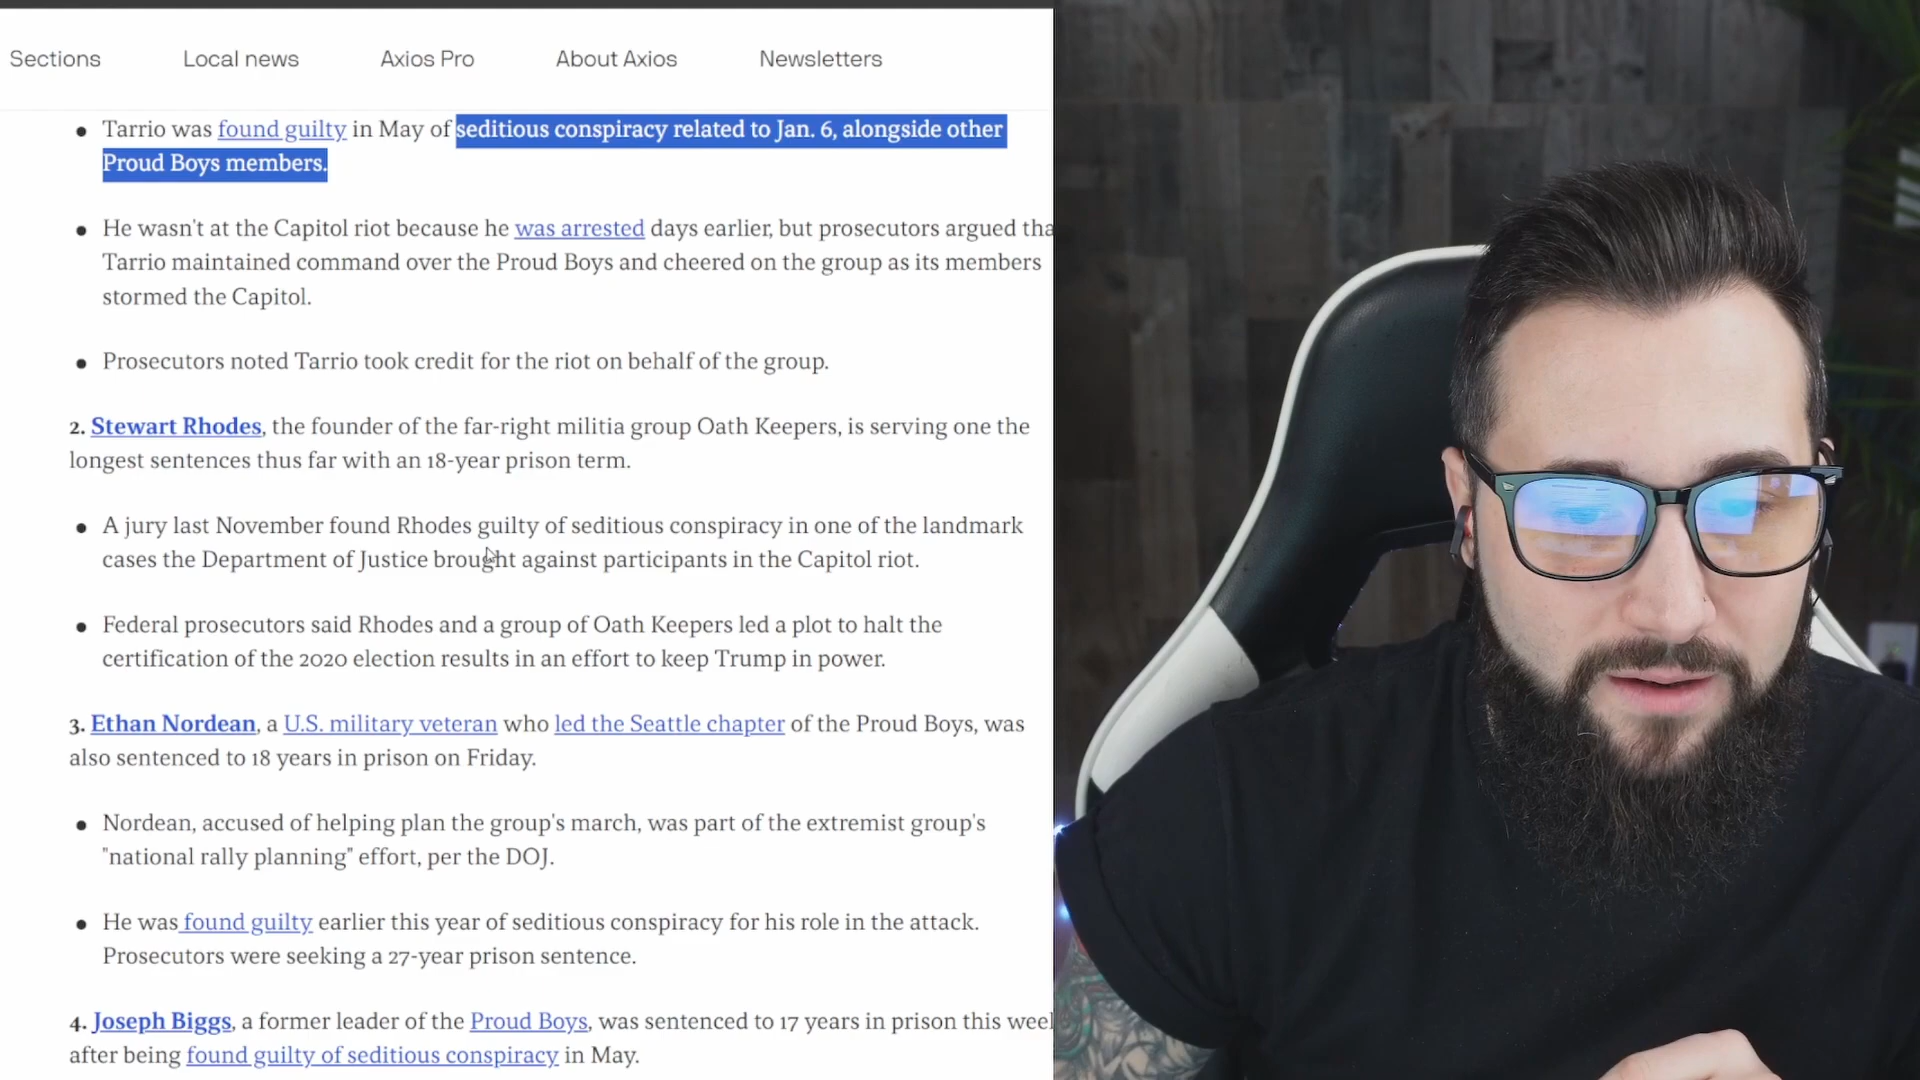 Sections Local news Axios Pro About Axios Newsletters
Tarrio was found guilty in May of seditious conspiracy related to Jan. 6, alongside other
Proud Boys members.
He wasn't at the Capitol riot because he was arrested days earlier, but prosecutors argued tha
Tarrio maintained command over the Proud Boys and cheered on the group as its members
stormed the Capitol.
Prosecutors noted Tarrio took credit for the riot on behalf of the group.
2. Stewart Rhodes, the founder of the far-right militia group Oath Keepers, is serving one the
longest sentences thus far with an 18-year prison term.
A jury last November found Rhodes guilty of seditious conspiracy in one of the landmark
cases the Department of Justice brought against participants in the Capitol riot.
Federal prosecutors said Rhodes and a group of Oath Keepers led a plot to halt the
certification of the 2020 election results in an effort to keep Trump in power.
3. Ethan Nordean, a U.S. military veteran who led the Seattle chapter of the Proud Boys, was
also sentenced to 18 years in prison on Friday.
Nordean, accused of helping plan the group's march, was part of the extremist group's
"national rally planning" effort, per the DOJ.
He was found guilty earlier this year of seditious conspiracy for his role in the attack.
Prosecutors were seeking a 27-year prison sentence.
4. Joseph Biggs, a former leader of the Proud Boys, was sentenced to 17 years in prison this weel
after being found guilty of seditious conspiracy in May.